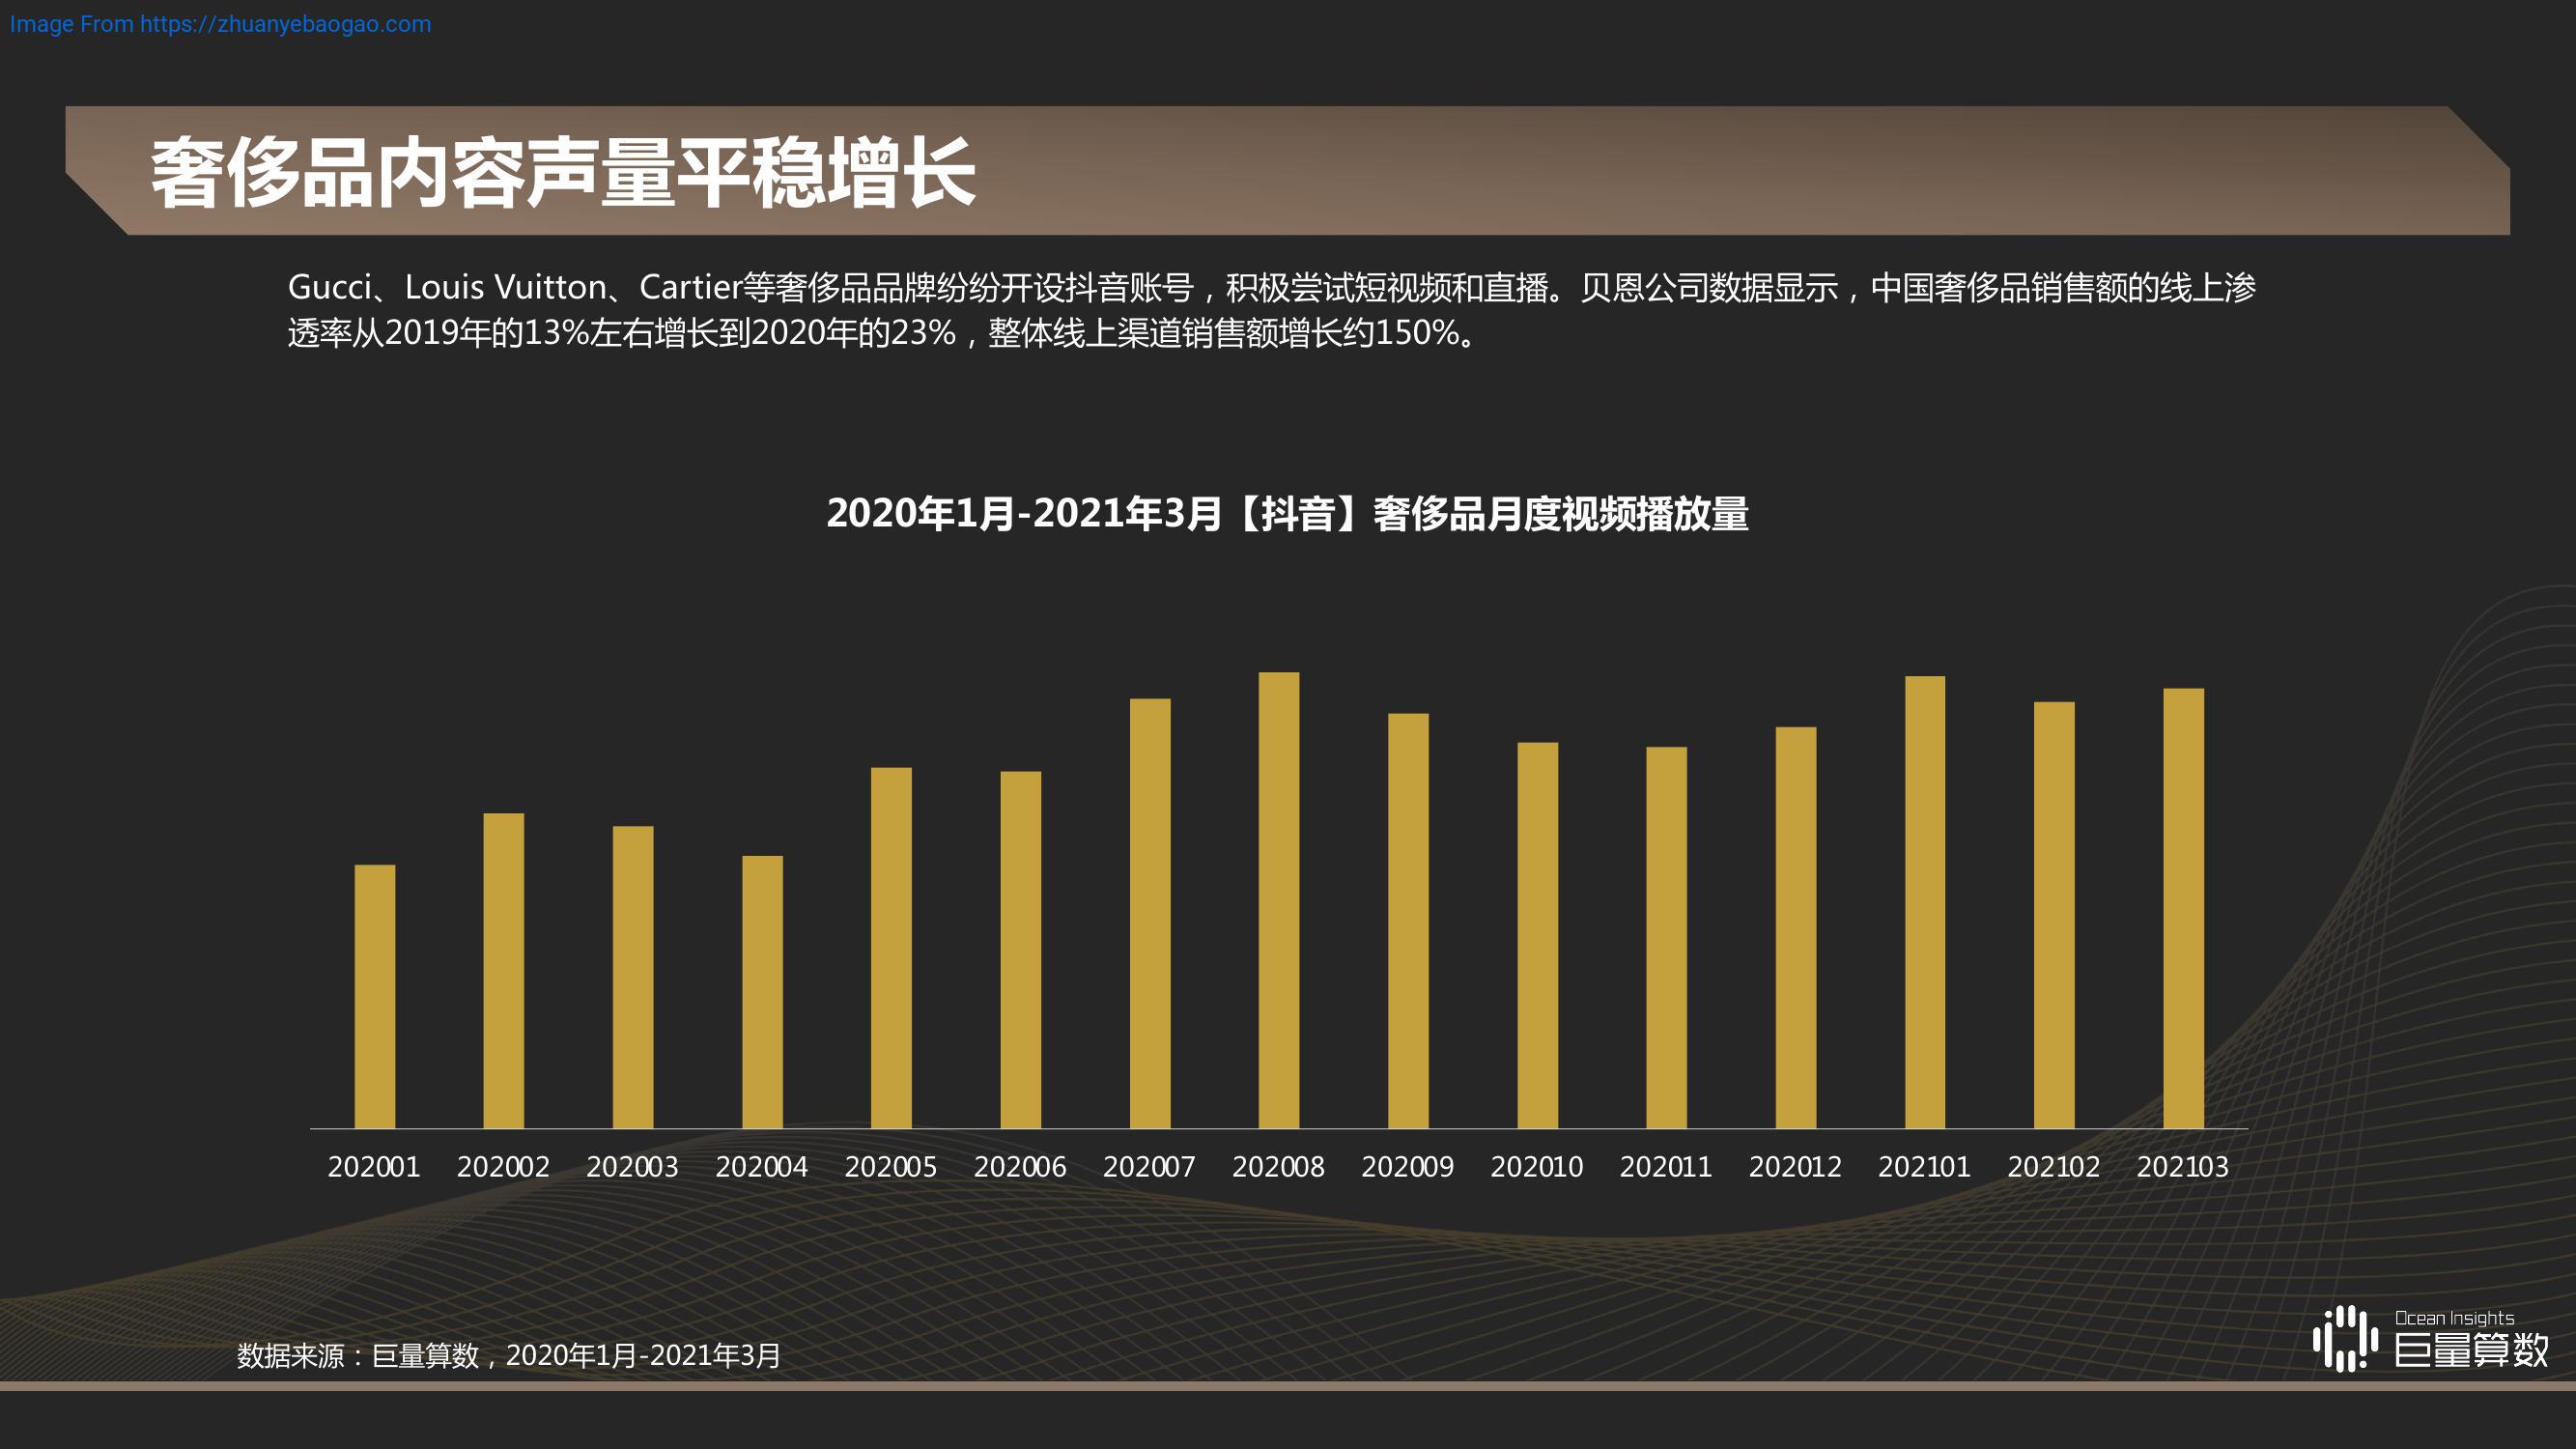 Image From https://zhuanyebaogao.com
奢侈品内容声量平稳增长
Gucci、Louis Vuitton、Cartier等奢侈品品牌纷纷开设抖音账号，积极尝试短视频和直播。贝恩公司数据显示，中国奢侈品销售额的线上渗
透率从2019年的13%左右增长到2020年的23%，整体线上渠道销售额增长约150%。
2020年1月-2021年3月【抖音】奢侈品月度视频播放量
202001 202002 202003 202004 202005 202006 202007 202008 202009 202010 202011 202012 202101 202102 202103
数据来源：巨量算数，2020年1月-2021年3月
Ocean Insights
巨量算数